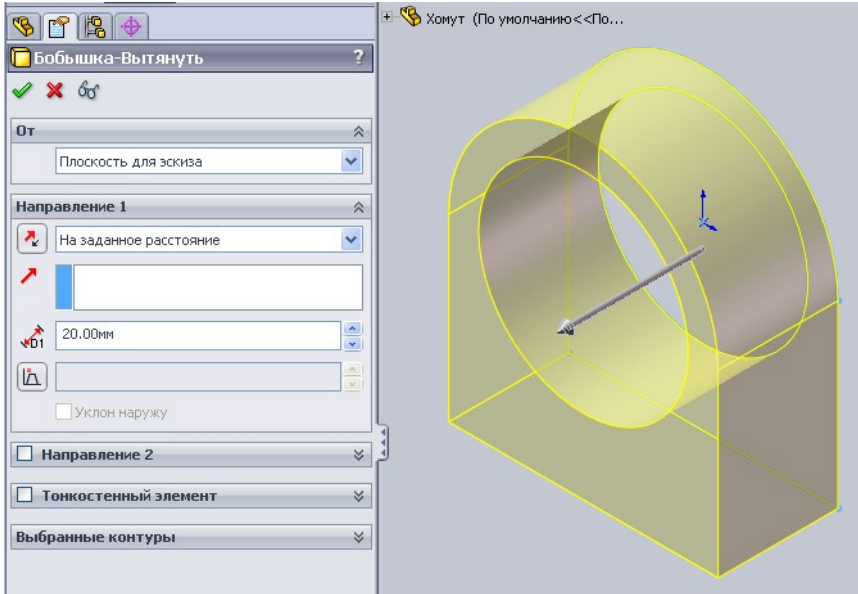 Хомут (По умолчанию<<По...
Бобышка-Вытянуть ?
От
Плоскость для эскиза
Направление 1
На заданное расстояние
D1 20.00мм
Уклон наружу
Направление 2
Тонкостенный элемент
Выбранные контуры